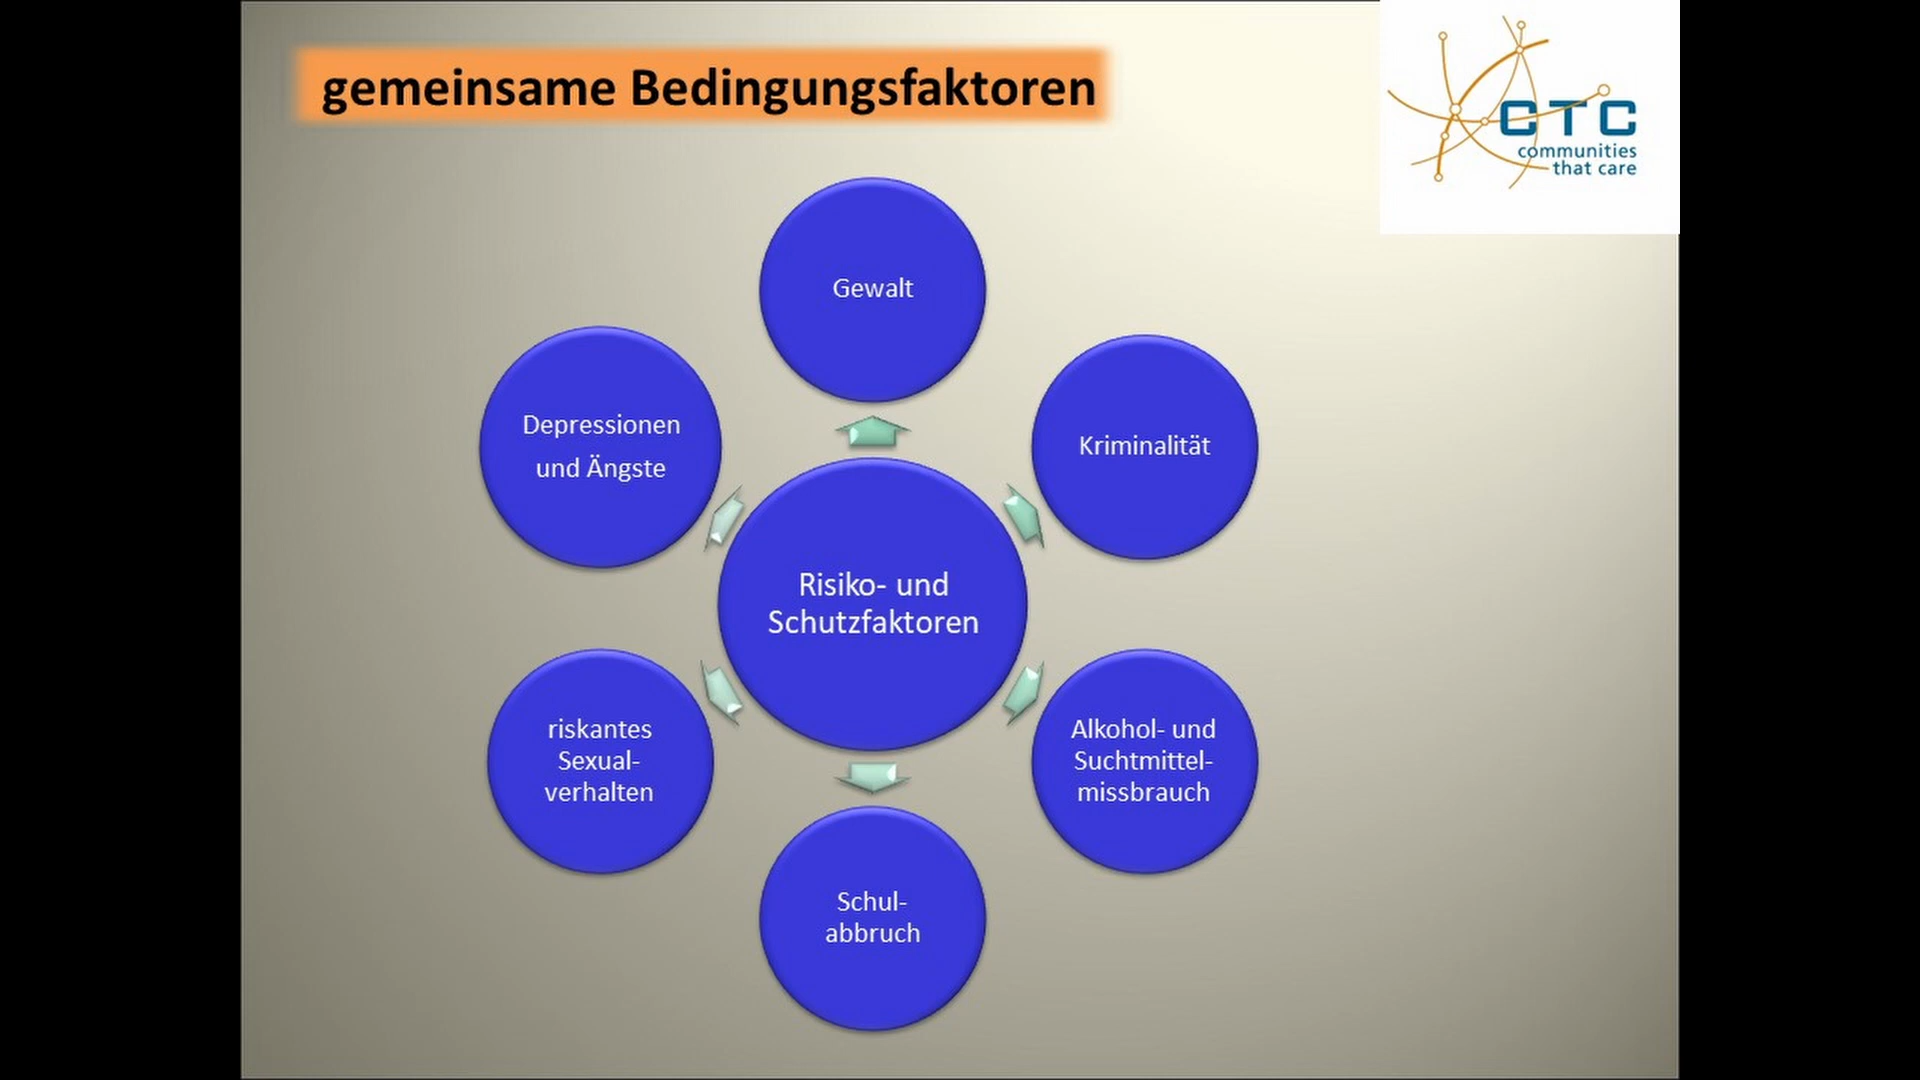 gemeinsame Bedingungsfaktoren
CTC
communities
that care
Gewalt
Depressionen
und Ängste
Kriminalität
Risiko- und
Schutzfaktoren
riskantes
Sexual-
verhalten
Alkohol- und
Suchtmittel-
missbrauch
Schul-
abbruch